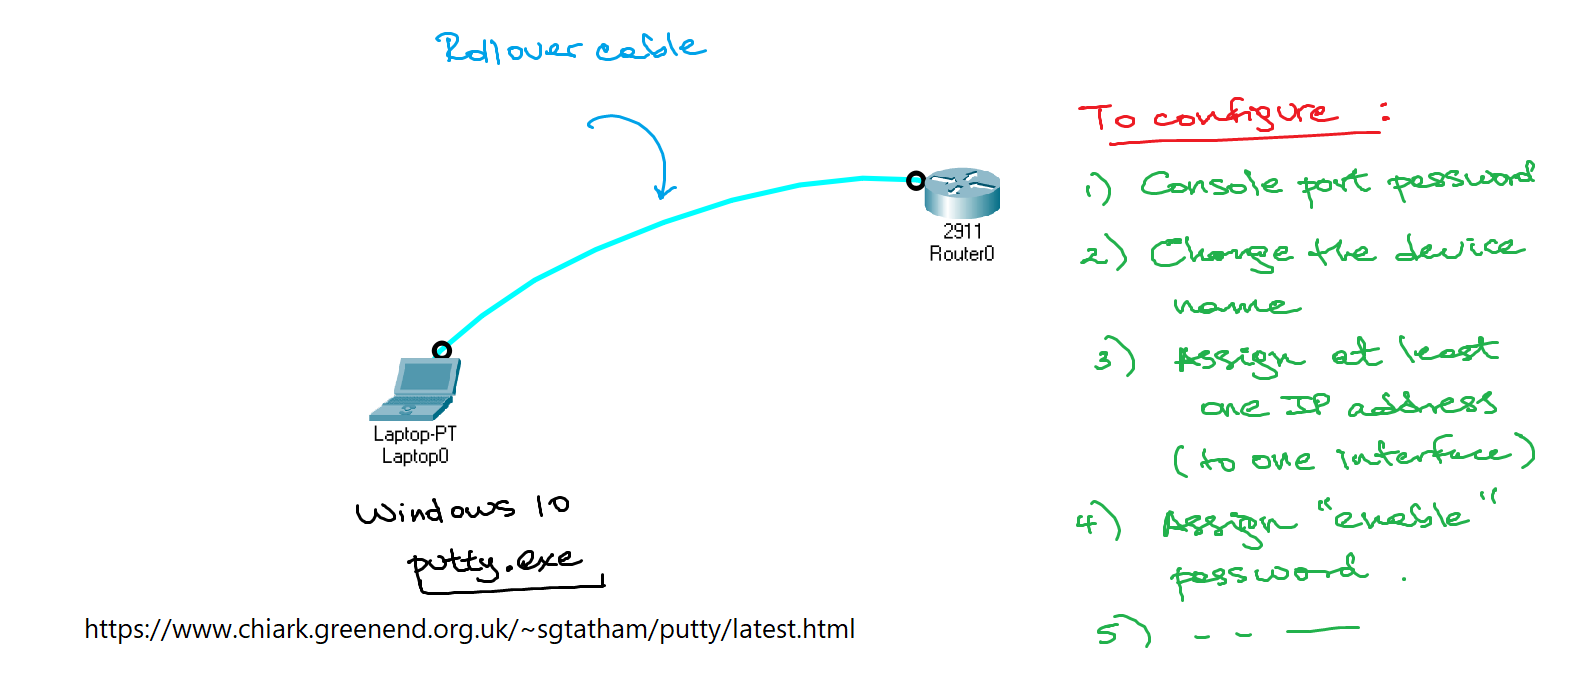 Rollover cable
To configure :
1) Console port password
2) Change the device
name
3) Assign at least
one IP address
(to one interface)
4) Assign "enable"
password.
5) - - —
2911
Router0
Laptop-PT
Laptop0
Windows 10
putty.exe
https://www.chiark.greenend.org.uk/~sgtatham/putty/latest.html